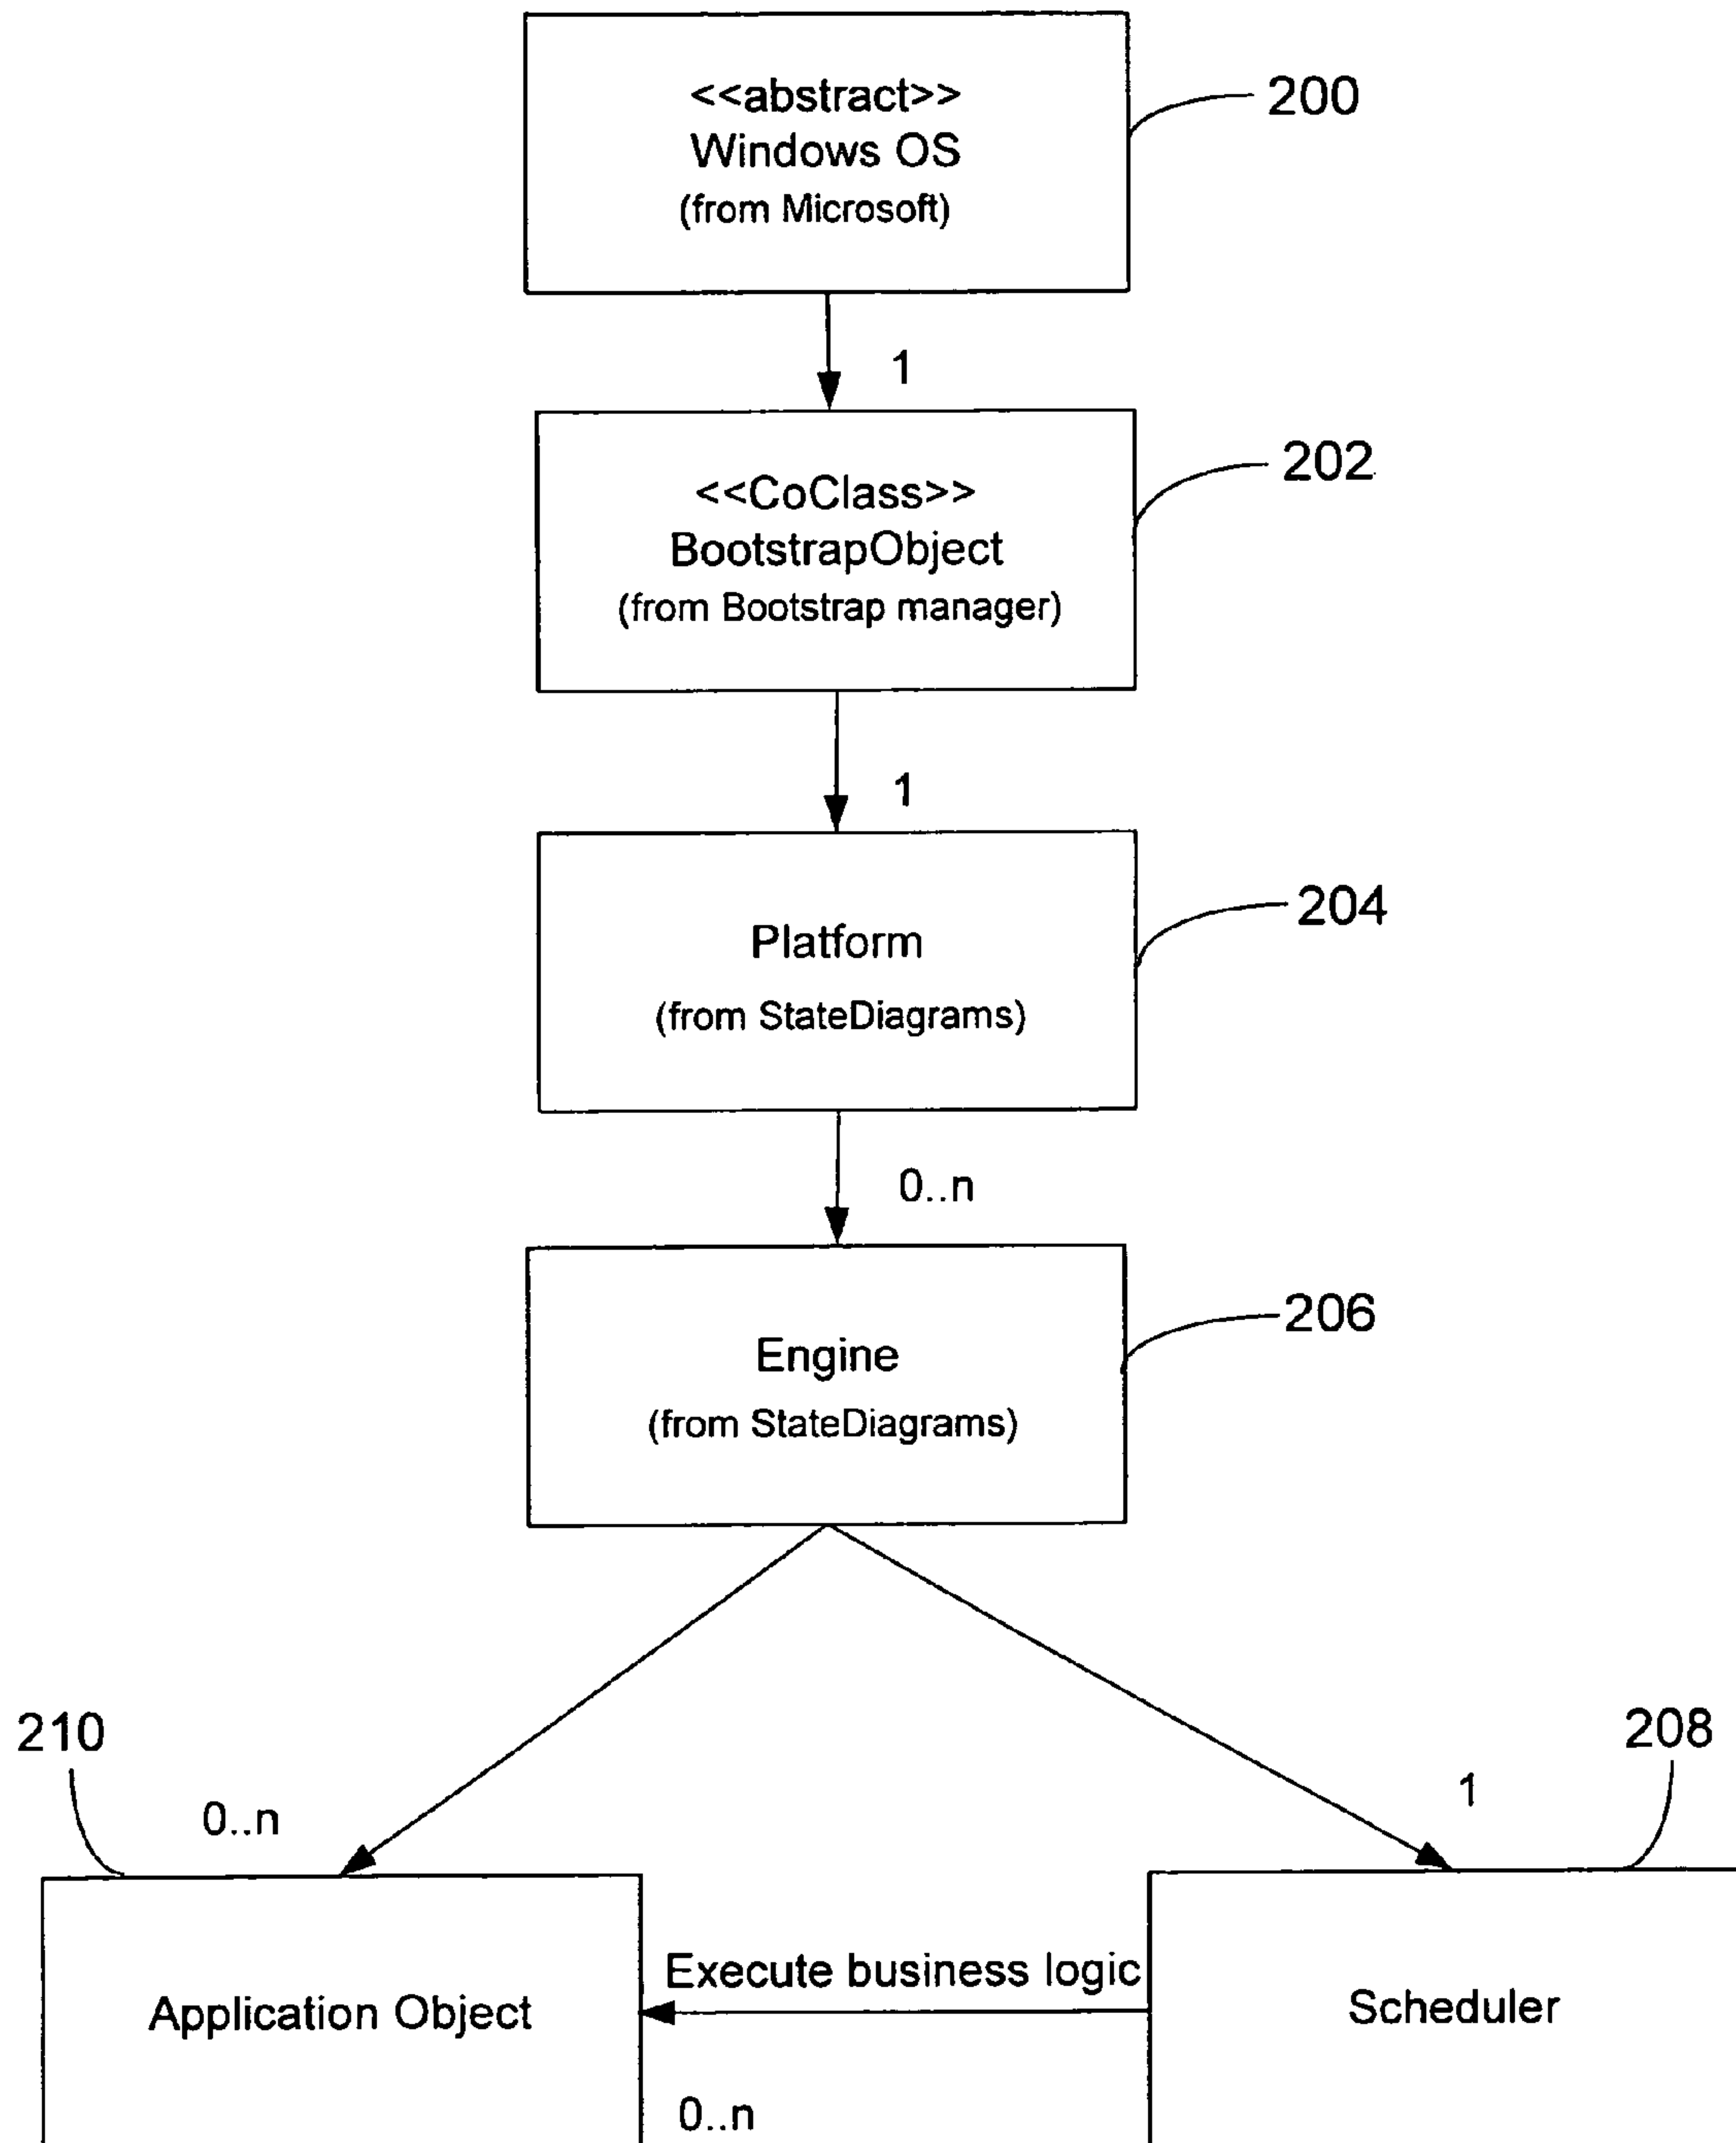 <<abstract>>
Windows OS
(from Microsoft)
200
1
<<CoClass>>
BootstrapObject
(from Bootstrap manager)
202
1
Platform
(from StateDiagrams)
204
0..n
Engine
(from StateDiagrams)
206
210
208
0..n
1
Application Object
Execute business logic
Scheduler
0..n